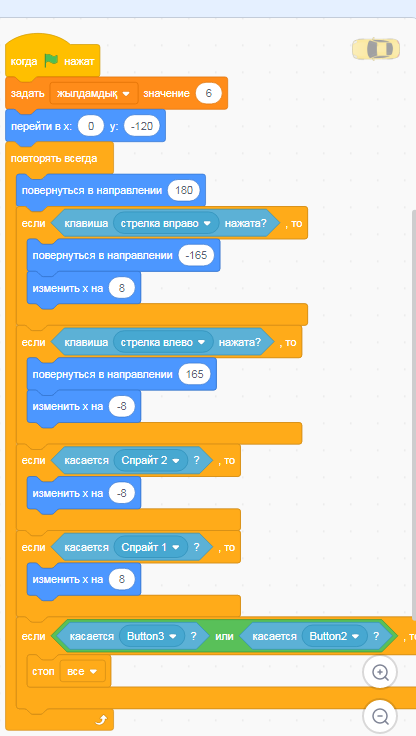 когда нажат
задать жылдамдық значение 6
перейти в x: 0 y: -120
повторять всегда
повернуться в направлении 180
если клавиша стрелка вправо нажата? , то
повернуться в направлении -165
изменить x на 8
если клавиша стрелка влево нажата? , то
повернуться в направлении 165
изменить x на -8
если касается Спрайт 2 ? , то
изменить x на -8
если касается Спрайт 1 ? , то
изменить x на 8
если касается Button3 ? или касается Button2 ? , т
стоп все